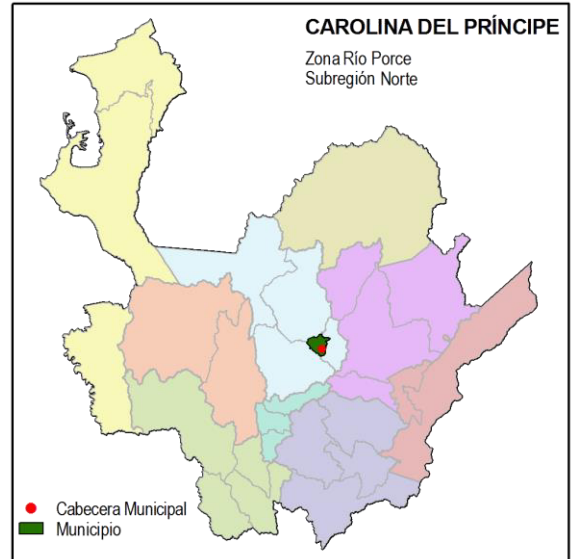 CAROLINA DEL PRÍNCIPE
Zona Río Porce
Subregión Norte
Cabecera Municipal
Municipio